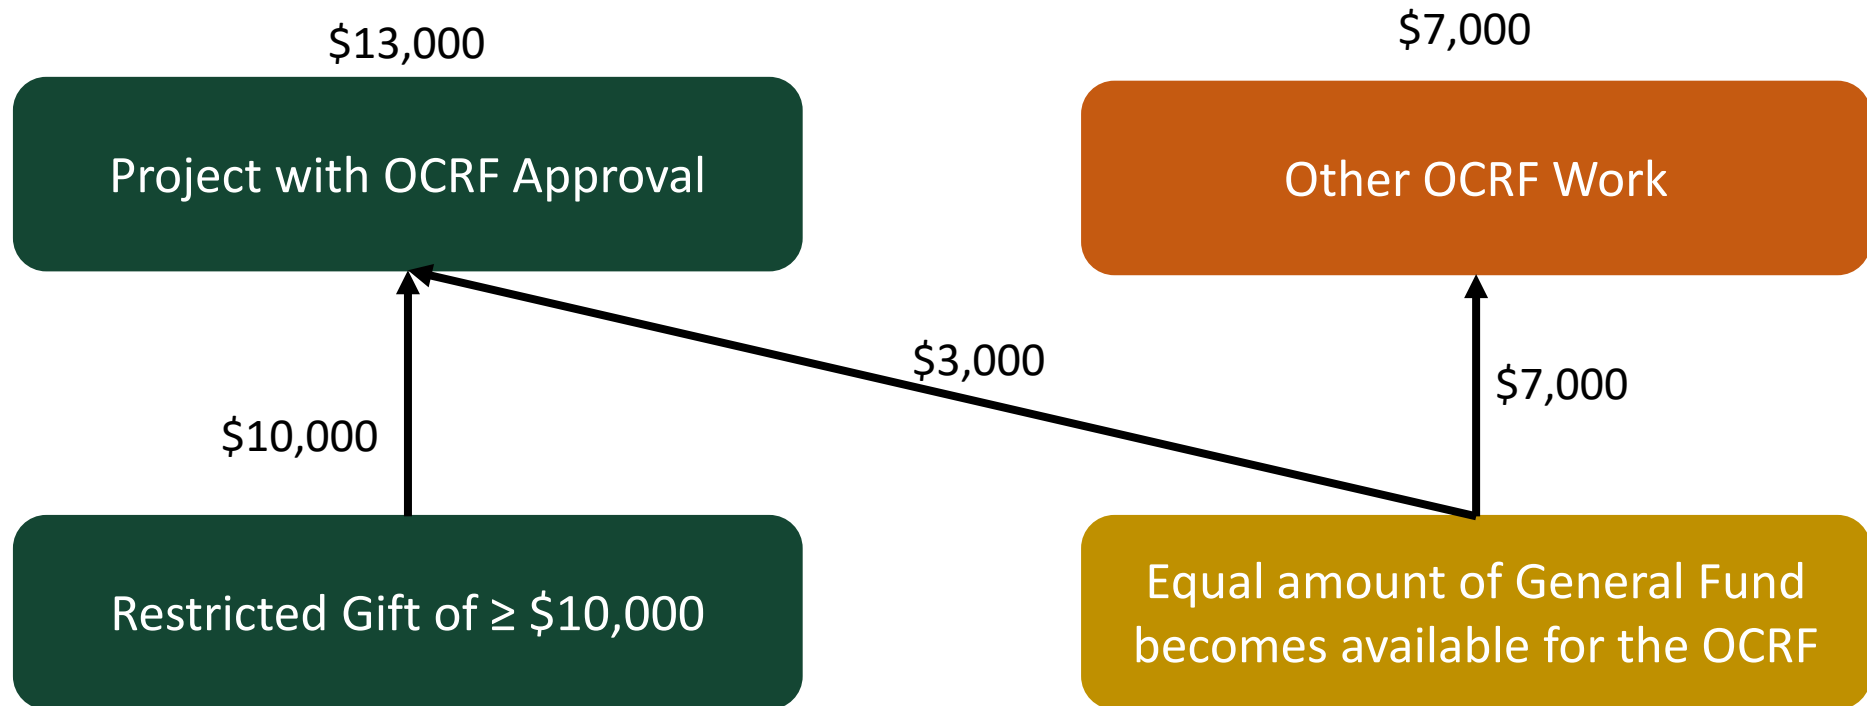 $13,000
$7,000
Project with OCRF Approval
Other OCRF Work
$3,000
$7,000
$10,000
Restricted Gift of ≥ $10,000
Equal amount of General Fund
becomes available for the OCRF